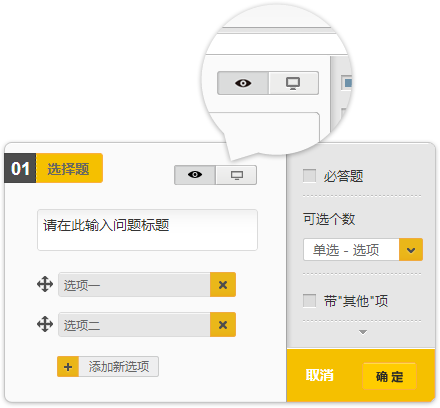 01 选择题
请在此输入问题标题
选项一
选项二
添加新选项
必答题
可选个数
单选 - 选项
带"其他"项
取消
确 定